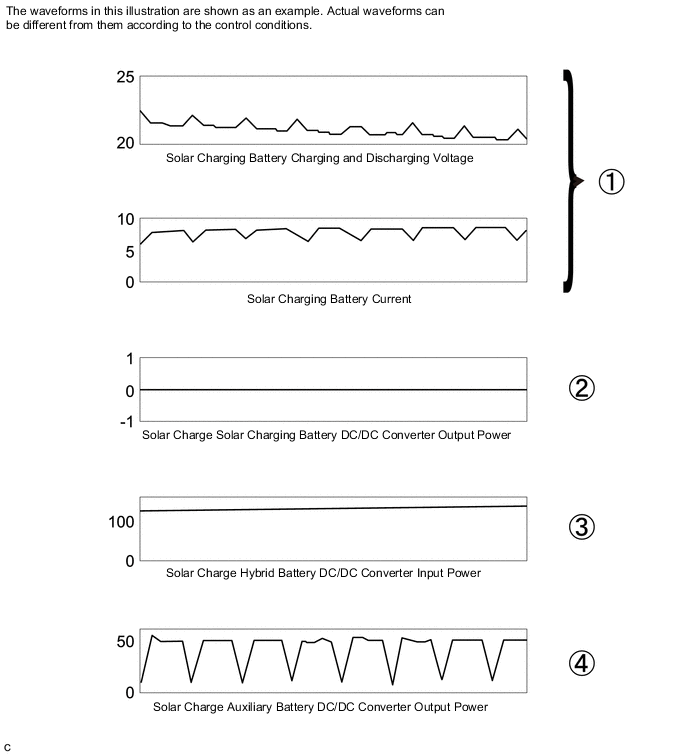 The waveforms in this illustration are shown as an example. Actual waveforms can
be different from them according to the control conditions.
25
20
Solar Charging Battery Charging and Discharging Voltage
①
10
5
0
Solar Charging Battery Current
1
0
-1
②
Solar Charge Solar Charging Battery DC/DC Converter Output Power
100
0
③
Solar Charge Hybrid Battery DC/DC Converter Input Power
50
0
④
Solar Charge Auxiliary Battery DC/DC Converter Output Power
C